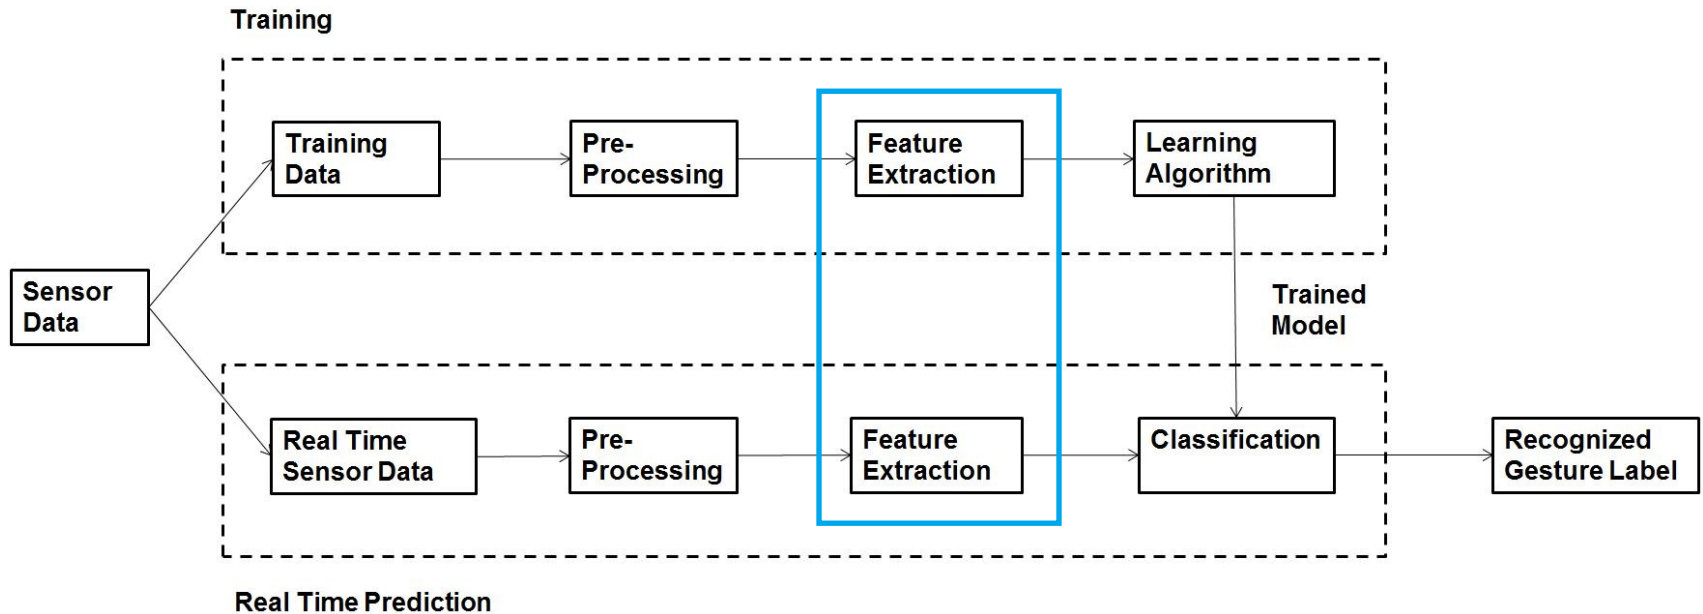 Training
Training
Data
Pre-
Processing
Feature
Extraction
Learning
Algorithm
Sensor
Data
Trained
Model
Real Time
Sensor Data
Pre-
Processing
Feature
Extraction
Classification
Recognized
Gesture Label
Real Time Prediction